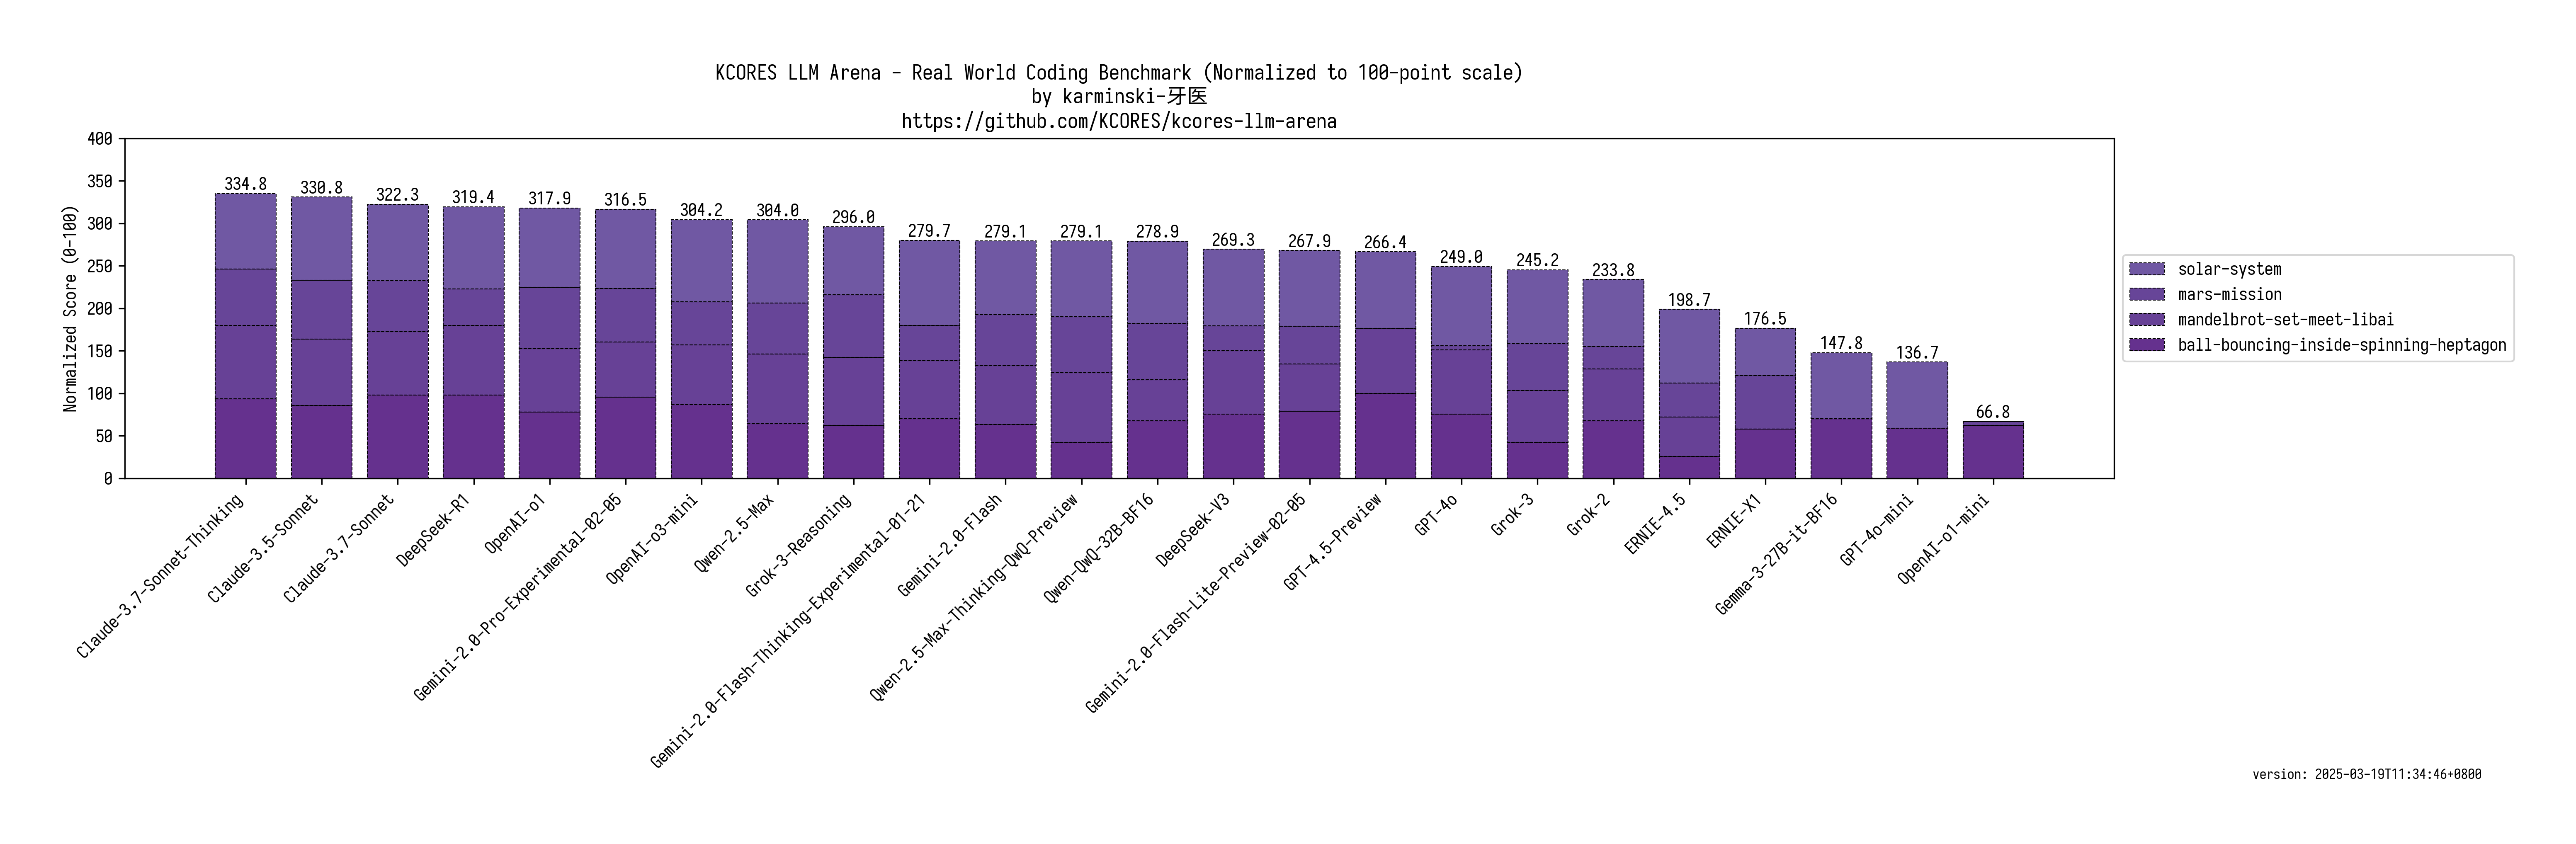 KCORES LLM Arena - Real World Coding Benchmark (Normalized to 100-point scale)
by karminski-牙医
https://github.com/KCORES/kcores-llm-arena
Normalized Score (0-100)
400
350
300
250
200
150
100
50
0
334.8
330.8
322.3
319.4
317.9
316.5
304.2
304.0
296.0
279.7
279.1
279.1
278.9
269.3
267.9
266.4
249.0
245.2
233.8
198.7
176.5
147.8
136.7
66.8
Claude-3.7-Sonnet-Thinking
Claude-3.5-Sonnet
Claude-3.7-Sonnet
DeepSeek-R1
OpenAI-o1
Gemini-2.0-Pro-Experimental-02-05
OpenAI-o3-mini
Qwen-2.5-Max
Grok-3-Reasoning
Gemini-2.0-Flash-Thinking-Experimental-01-21
Gemini-2.0-Flash
Qwen-2.5-Max-Thinking-QwQ-Preview
Qwen-QwQ-32B-BF16
DeepSeek-V3
Gemini-2.0-Flash-Lite-Preview-02-05
GPT-4.5-Preview
GPT-4o
Grok-3
Grok-2
ERNIE-4.5
ERNIE-X1
Gemma-3-27B-it-BF16
GPT-4o-mini
OpenAI-o1-mini
solar-system
mars-mission
mandelbrot-set-meet-libai
ball-bouncing-inside-spinning-heptagon
version: 2025-03-19T11:34:46+0800